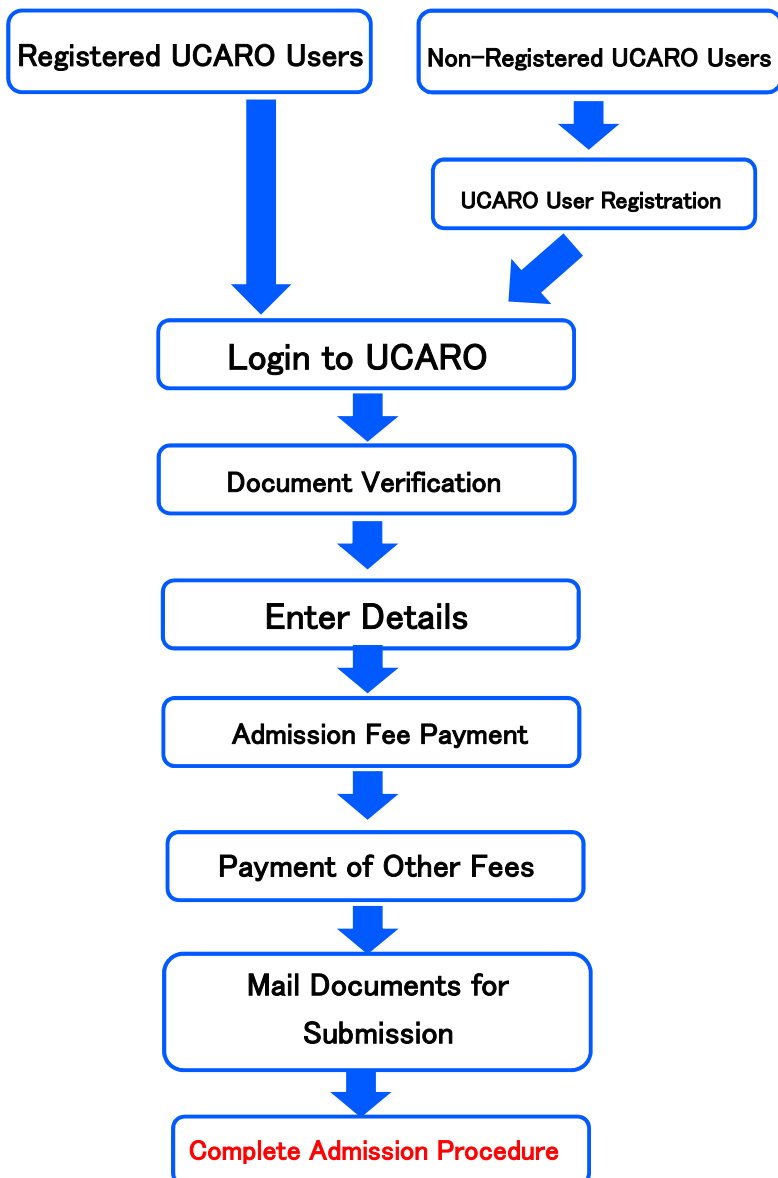 Registered UCARO Users
Non-Registered UCARO Users
UCARO User Registration
Login to UCARO
Document Verification
Enter Details
Admission Fee Payment
Payment of Other Fees
Mail Documents for
Submission
Complete Admission Procedure